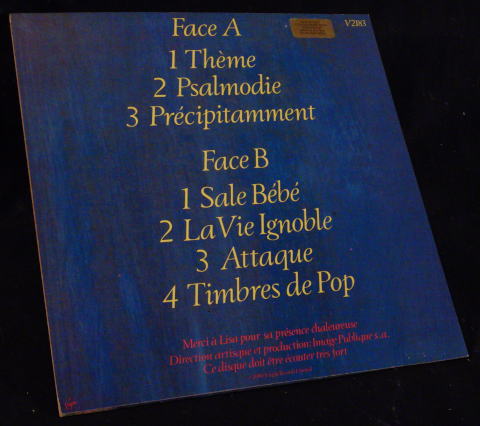 Face A
V2183
1 Thème
2 Psalmodie
3 Précipitamment
Face B
1 Sale Bébé
2 La Vie Ignoble
3 Attaque
4 Timbres de Pop
Merci à Lisa pour sa présence chaleureuse
Direction artisque et production: Image Publique s.a.
Ce disque doit être écouter très fort